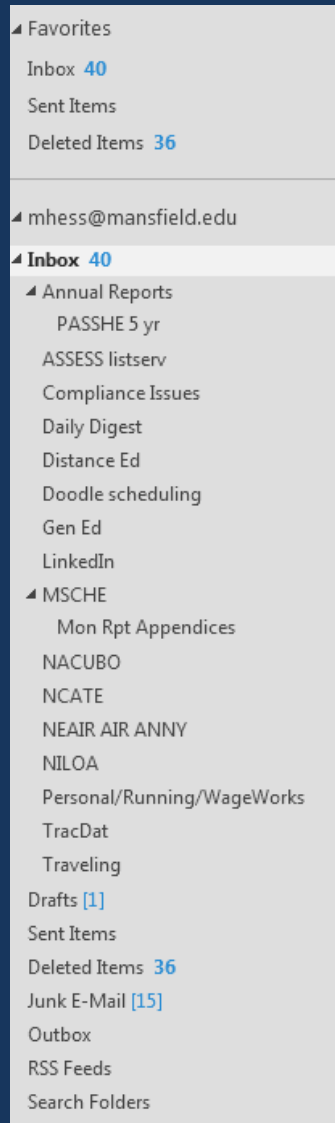 Favorites
Inbox 40
Sent Items
Deleted Items 36
mhess@mansfield.edu
Inbox 40
Annual Reports
PASSHE 5 yr
ASSESS listserv
Compliance Issues
Daily Digest
Distance Ed
Doodle scheduling
Gen Ed
LinkedIn
MSCHE
Mon Rpt Appendices
NACUBO
NCATE
NEAIR AIR ANNY
NILOA
Personal/Running/WageWorks
TracDat
Traveling
Drafts [1]
Sent Items
Deleted Items 36
Junk E-Mail [15]
Outbox
RSS Feeds
Search Folders